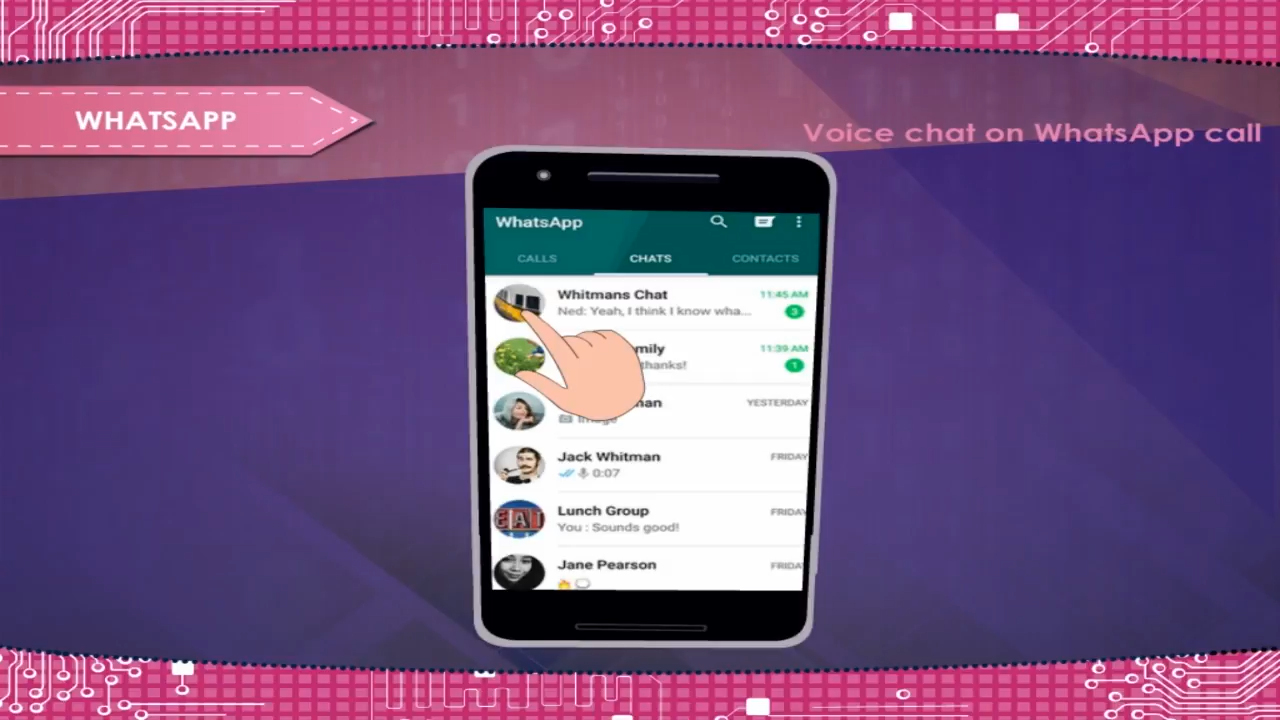 WHATSAPP
Voice chat on WhatsApp call
WhatsApp
CALLS CHATS CONTACTS
Whitmans Chat 11:45 AM
Ned: Yeah, I think I know wha... 3
11:39 AM
thanks! 1
YESTERDAY
Image
Jack Whitman FRIDAY
0:07
Lunch Group FRIDAY
You : Sounds good!
Jane Pearson FRIDAY